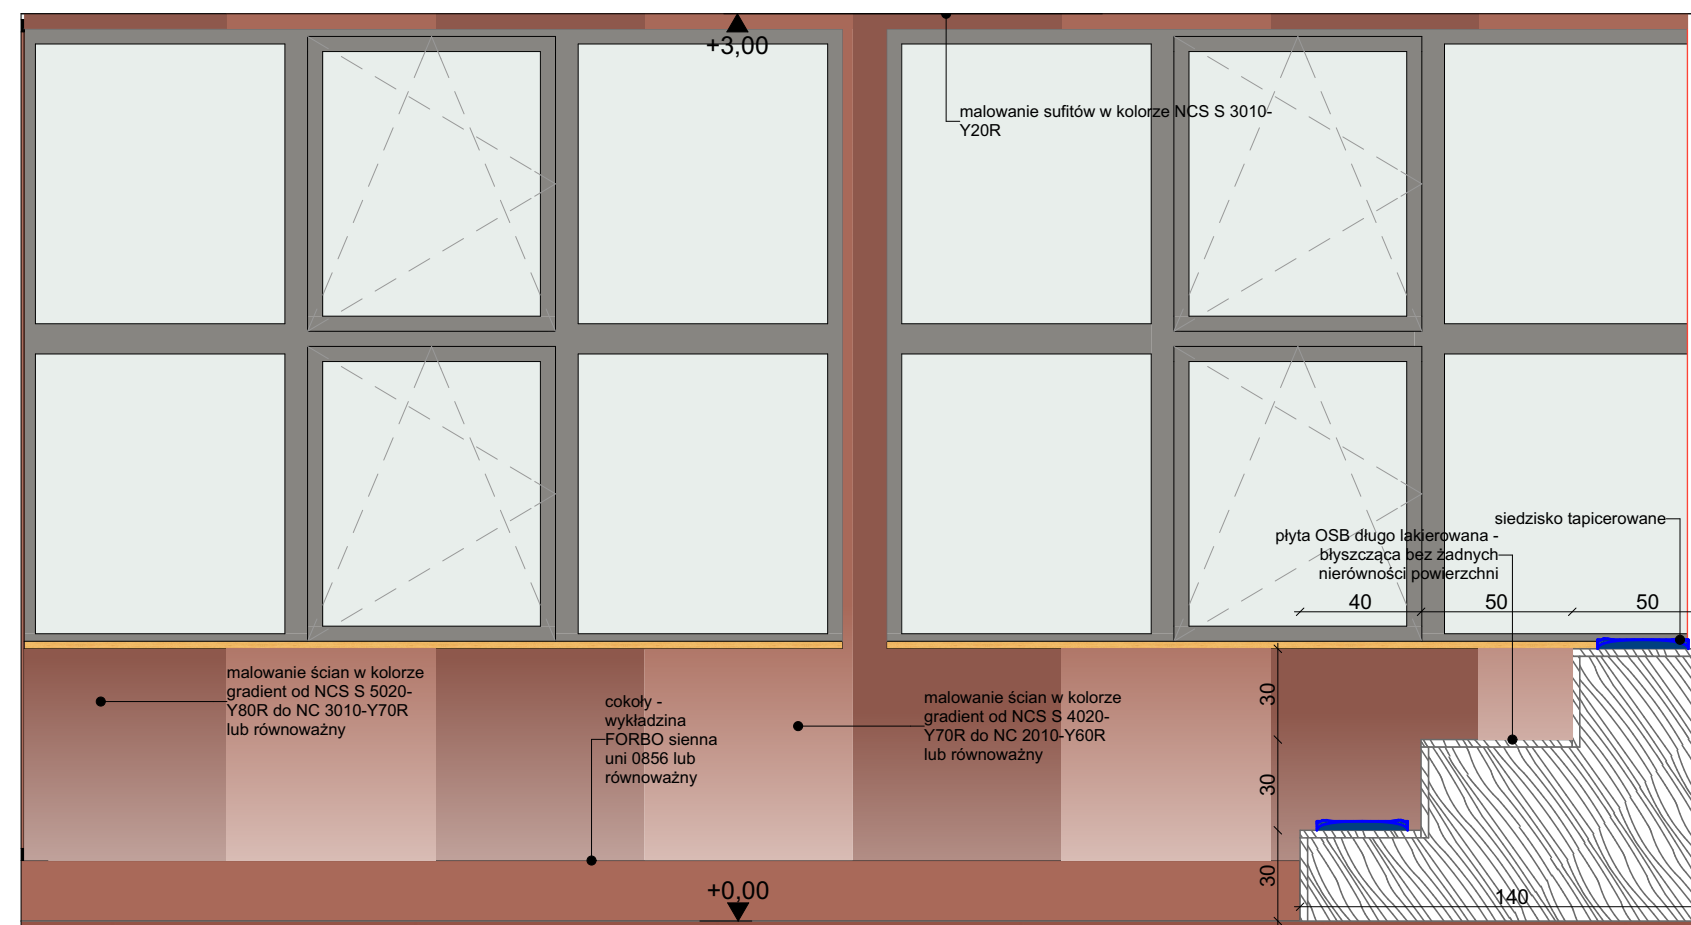 +3,00
malowanie sufitów w kolorze NCS S 3010-
Y20R
siedzisko tapicerowane
płyta OSB długo lakierowana -
błyszcząca bez żadnych
nierówności powierzchni
40
50
50
malowanie ścian w kolorze
gradient od NCS S 5020-
Y80R do NC 3010-Y70R
lub równoważny
cokoły -
wykładzina
FORBO sienna
uni 0856 lub
równoważny
malowanie ścian w kolorze
gradient od NCS S 4020-
Y70R do NC 2010-Y60R
lub równoważny
30
30
30
+0,00
140